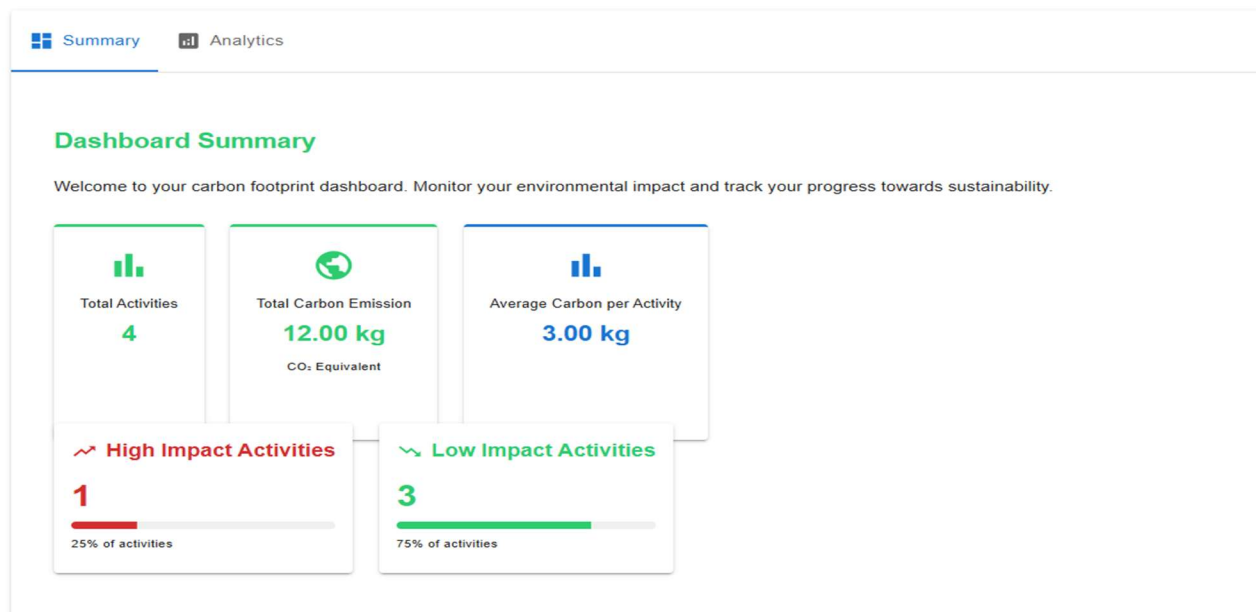 Summary
Analytics
Dashboard Summary
Welcome to your carbon footprint dashboard. Monitor your environmental impact and track your progress towards sustainability.
Total Activities
4
Total Carbon Emission
12.00 kg
CO₂ Equivalent
Average Carbon per Activity
3.00 kg
High Impact Activities
1
25% of activities
Low Impact Activities
3
75% of activities